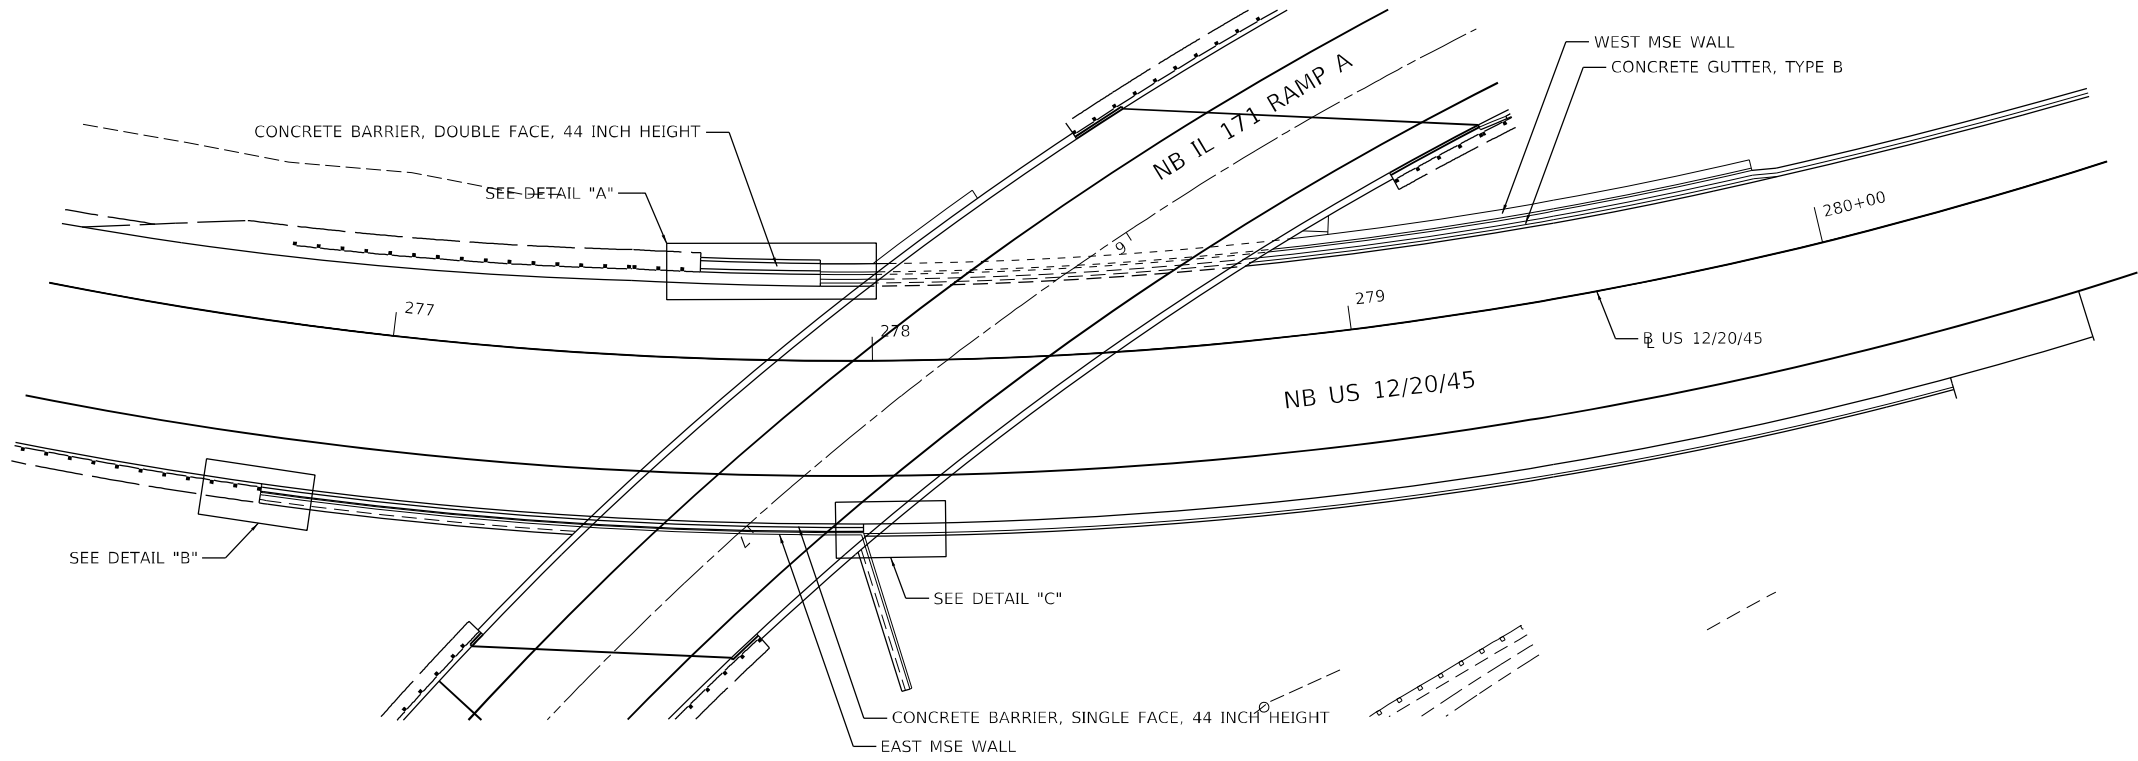 WEST MSE WALL
CONCRETE GUTTER, TYPE B
NB IL 171 RAMP A
CONCRETE BARRIER, DOUBLE FACE, 44 INCH HEIGHT
SEE DETAIL "A"
280+00
9
279
277
278
BL US 12/20/45
NB US 12/20/45
7
SEE DETAIL "B"
SEE DETAIL "C"
CONCRETE BARRIER, SINGLE FACE, 44 INCH HEIGHT
EAST MSE WALL